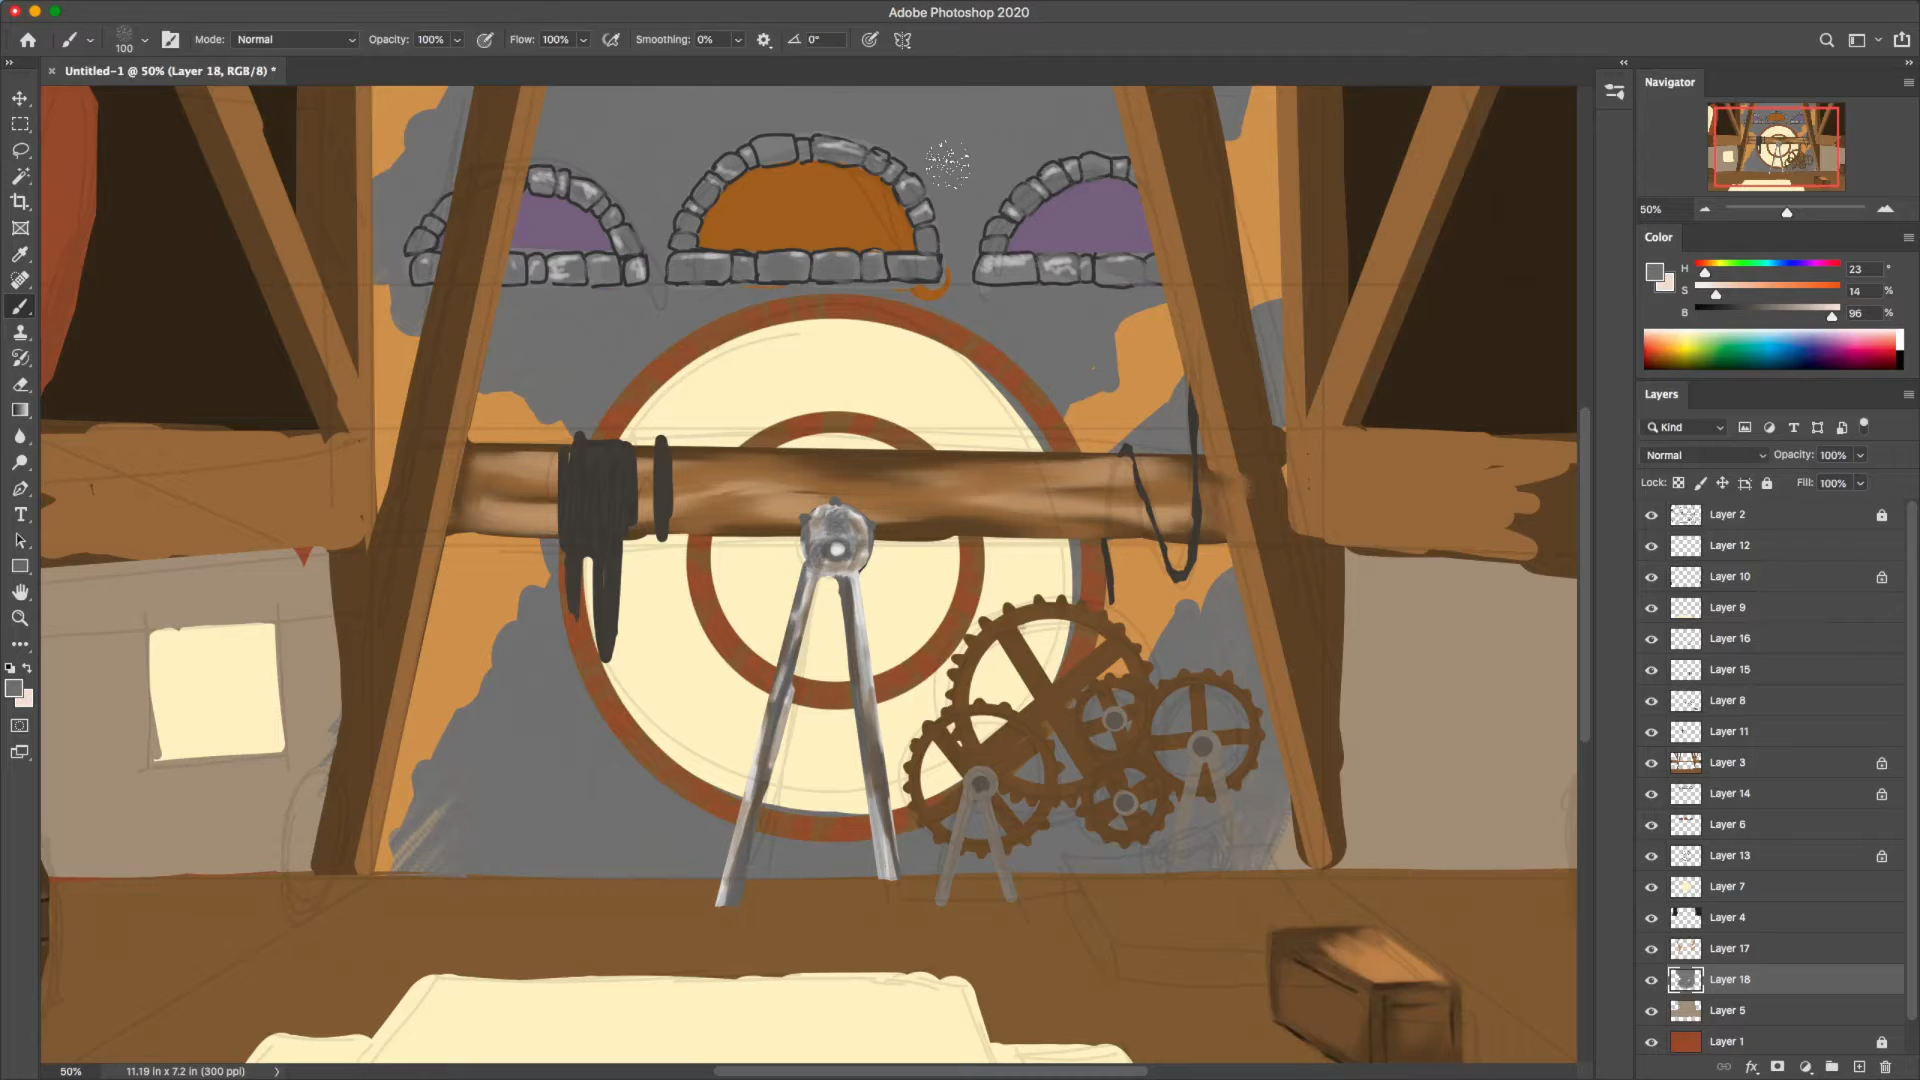 Adobe Photoshop 2020
100
Mode: Normal
Opacity: 100%
Flow: 100%
Smoothing: 0%
0°
Untitled-1 @ 50% (Layer 18, RGB/8) *
Navigator
50%
Color
H 23 °
S 14 %
B 96 %
Layers
Kind
Normal
Opacity: 100%
Lock:
Fill: 100%
Layer 2
Layer 12
Layer 10
Layer 9
Layer 16
Layer 15
Layer 8
Layer 11
Layer 3
Layer 14
Layer 6
Layer 13
Layer 7
Layer 4
Layer 17
Layer 18
Layer 5
Layer 1
50%
11.19 in x 7.2 in (300 ppi)